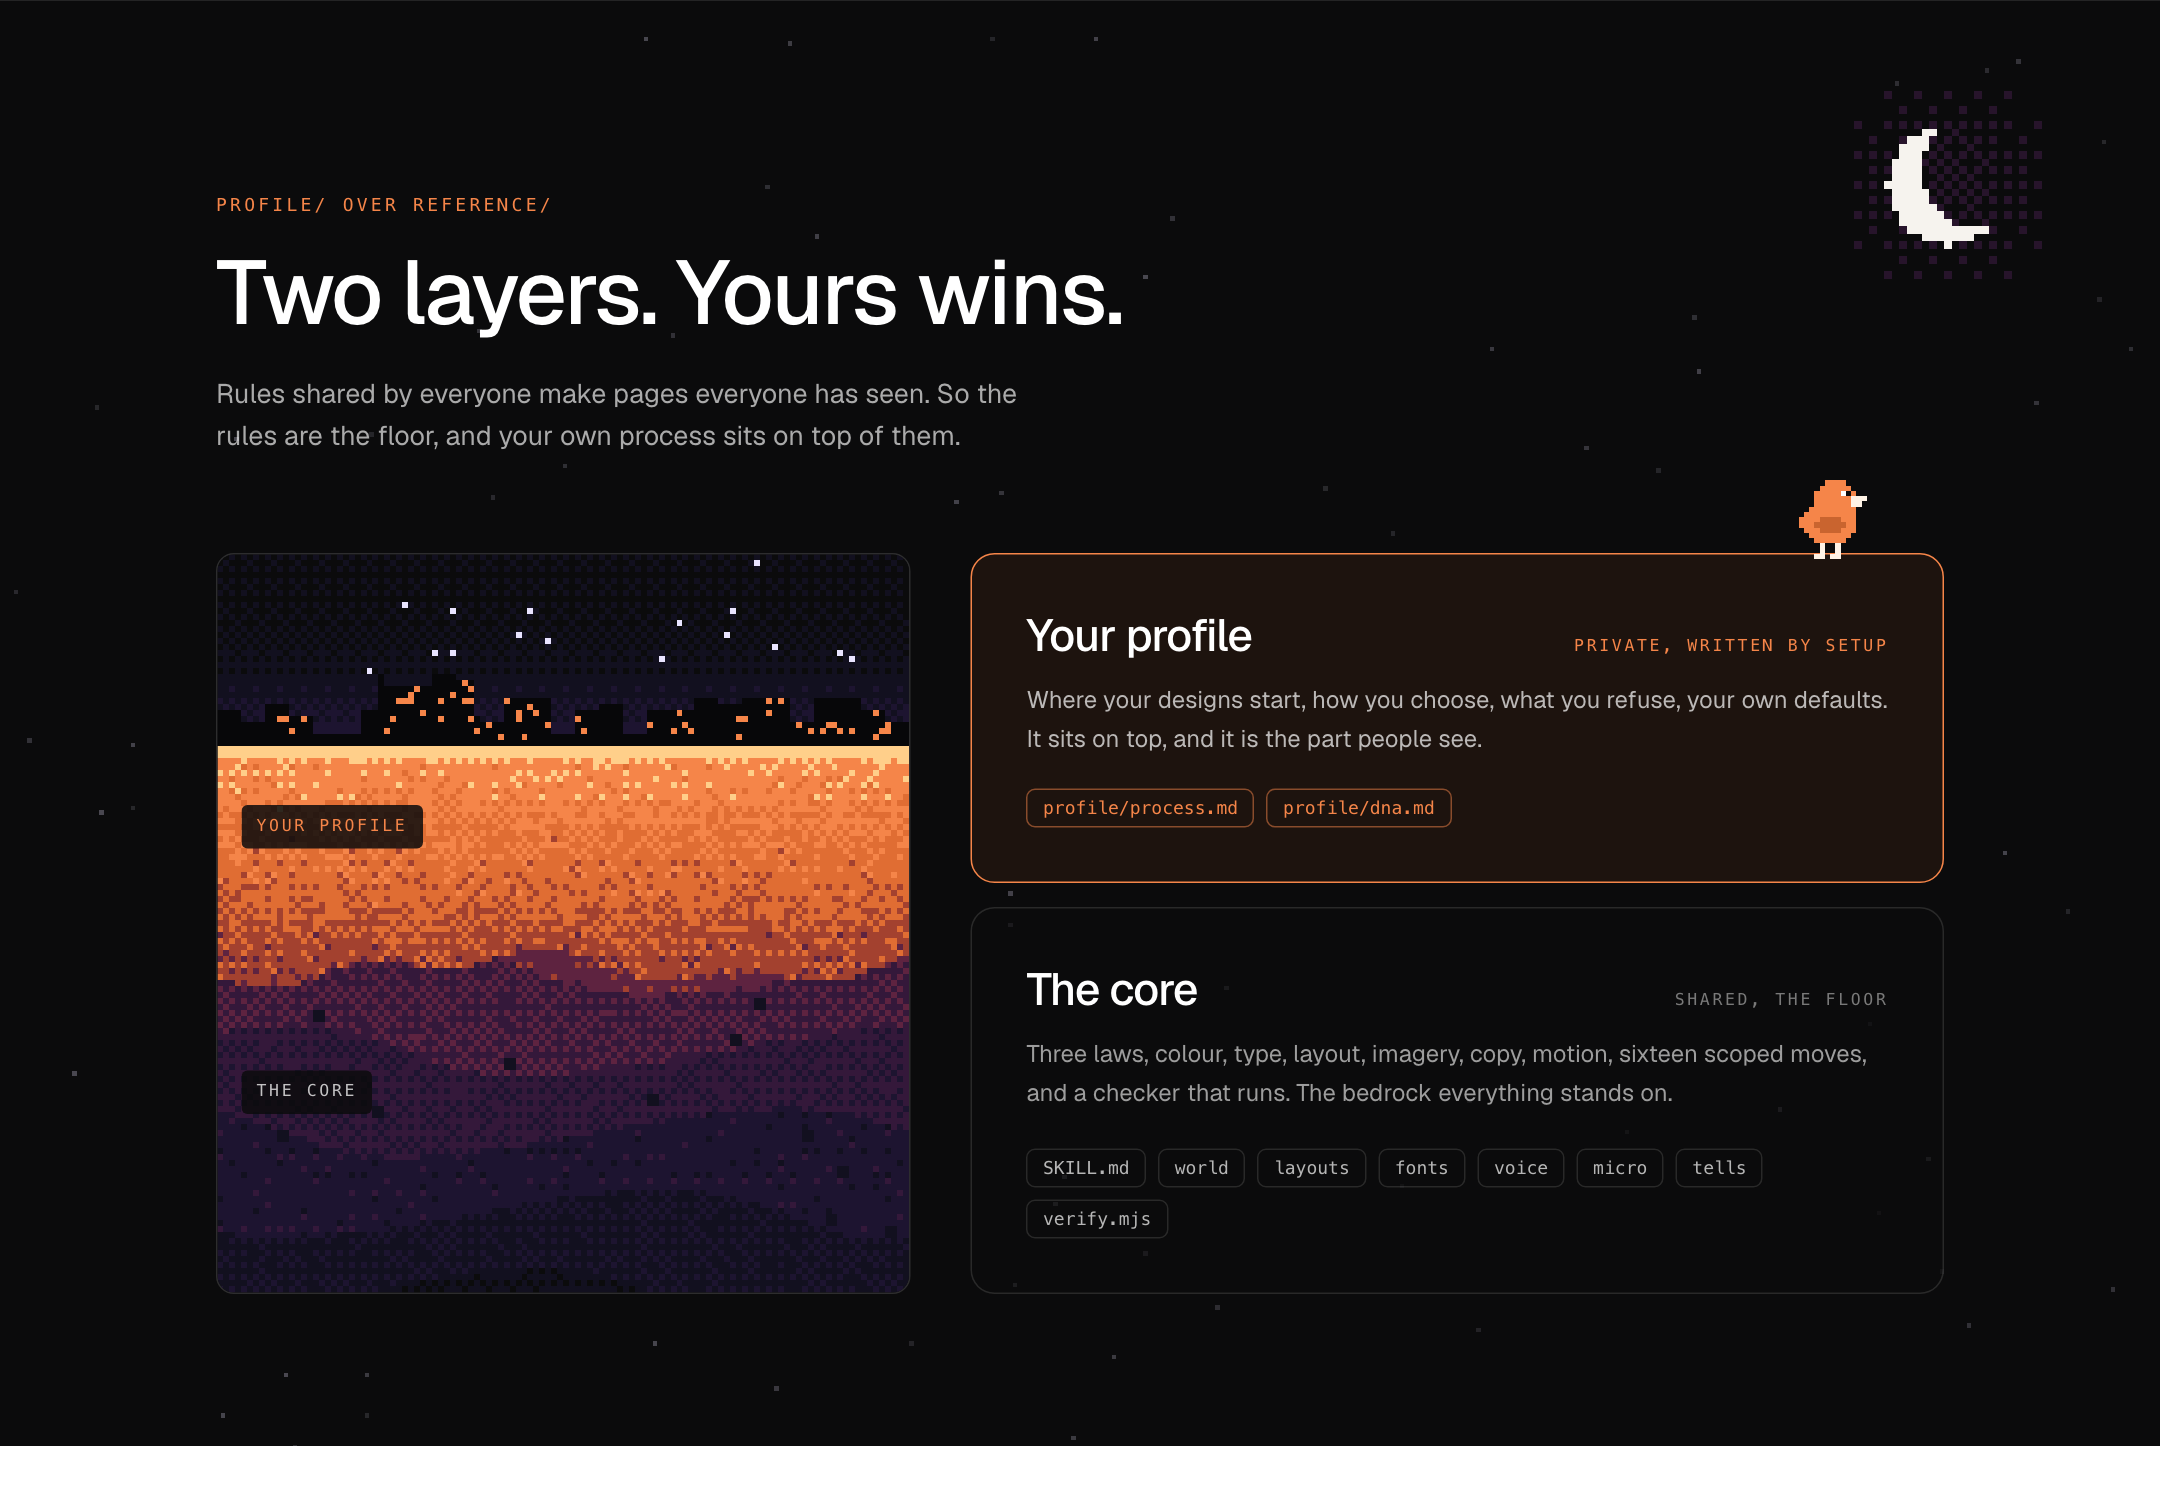 PROFILE/ OVER REFERENCE/
Two layers. Yours wins.
Rules shared by everyone make pages everyone has seen. So the
rules are the floor, and your own process sits on top of them.
YOUR PROFILE
THE CORE
Your profile
PRIVATE, WRITTEN BY SETUP
Where your designs start, how you choose, what you refuse, your own defaults.
It sits on top, and it is the part people see.
profile/process.md
profile/dna.md
The core
SHARED, THE FLOOR
Three laws, colour, type, layout, imagery, copy, motion, sixteen scoped moves,
and a checker that runs. The bedrock everything stands on.
SKILL.md
world
layouts
fonts
voice
micro
tells
verify.mjs